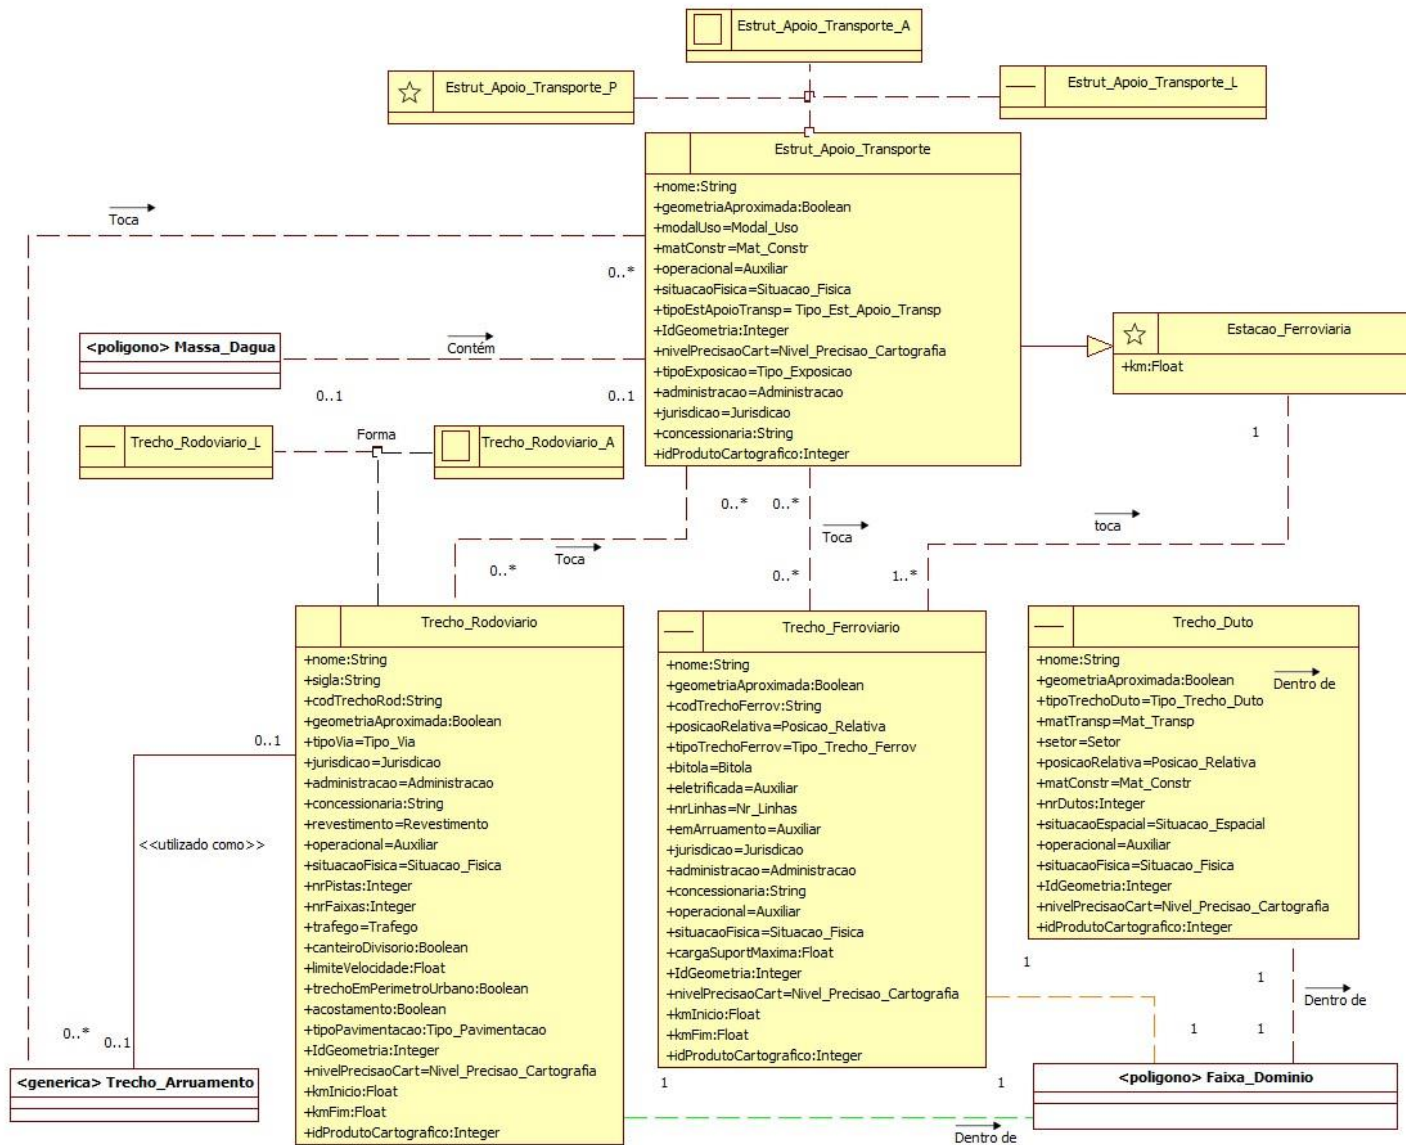 Estrut_Apoio_Transporte_A
Estrut_Apoio_Transporte_P
Estrut_Apoio_Transporte_L
Estrut_Apoio_Transporte
+nome:String
+geometriaAproximada:Boolean
+modalUso=Modal_Uso
+matConstr=Mat_Constr
+operacional=Auxiliar
+situacaoFisica=Situacao_Fisica
+tipoEstApoioTransp= Tipo_Est_Apoio_Transp
+IdGeometria:Integer
+nivelPrecisaoCart=Nivel_Precisao_Cartografia
+tipoExposicao=Tipo_Exposicao
+administracao=Administracao
+jurisdicao=Jurisdicao
+concessionaria:String
+idProdutoCartografico:Integer
Toca
0..*
<poligono> Massa_Dagua
Contém
0..1
0..1
Estacao_Ferroviaria
+km:Float
1
Trecho_Rodoviario_L
Forma
Trecho_Rodoviario_A
0..*
0..*
Toca
toca
0..*
Toca
0..*
1..*
Trecho_Rodoviario
+nome:String
+sigla:String
+codTrechoRod:String
+geometriaAproximada:Boolean
+tipoVia=Tipo_Via
+jurisdicao=Jurisdicao
+administracao=Administracao
+concessionaria:String
+revestimento=Revestimento
+operacional=Auxiliar
+situacaoFisica=Situacao_Fisica
+nrPistas:Integer
+nrFaixas:Integer
+trafego=Trafego
+canteiroDivisorio:Boolean
+limiteVelocidade:Float
+trechoEmPerimetroUrbano:Boolean
+acostamento:Boolean
+tipoPavimentacao:Tipo_Pavimentacao
+IdGeometria:Integer
+nivelPrecisaoCart=Nivel_Precisao_Cartografia
+kmInicio:Float
+kmFim:Float
+idProdutoCartografico:Integer
Trecho_Ferroviario
+nome:String
+geometriaAproximada:Boolean
+codTrechoFerrov:String
+posicaoRelativa=Posicao_Relativa
+tipoTrechoFerrov=Tipo_Trecho_Ferrov
+bitola=Bitola
+eletrificada=Auxiliar
+nrLinhas=Nr_Linhas
+emArruamento=Auxiliar
+jurisdicao=Jurisdicao
+administracao=Administracao
+concessionaria:String
+operacional=Auxiliar
+situacaoFisica=Situacao_Fisica
+cargaSuportMaxima:Float
+IdGeometria:Integer
+nivelPrecisaoCart=Nivel_Precisao_Cartografia
+kmInicio:Float
+kmFim:Float
+idProdutoCartografico:Integer
Trecho_Duto
+nome:String
+geometriaAproximada:Boolean
+tipoTrechoDuto=Tipo_Trecho_Duto
+matTransp=Mat_Transp
+setor=Setor
+posicaoRelativa=Posicao_Relativa
+matConstr=Mat_Constr
+nrDutos:Integer
+situacaoEspacial=Situacao_Espacial
+operacional=Auxiliar
+situacaoFisica=Situacao_Fisica
+IdGeometria:Integer
+nivelPrecisaoCart=Nivel_Precisao_Cartografia
+idProdutoCartografico:Integer
Dentro de
0..1
<<utilizado como>>
0..*
0..1
<generica> Trecho_Arruamento
1
1
Dentro de
1
1
<poligono> Faixa_Dominio
1
1
Dentro de